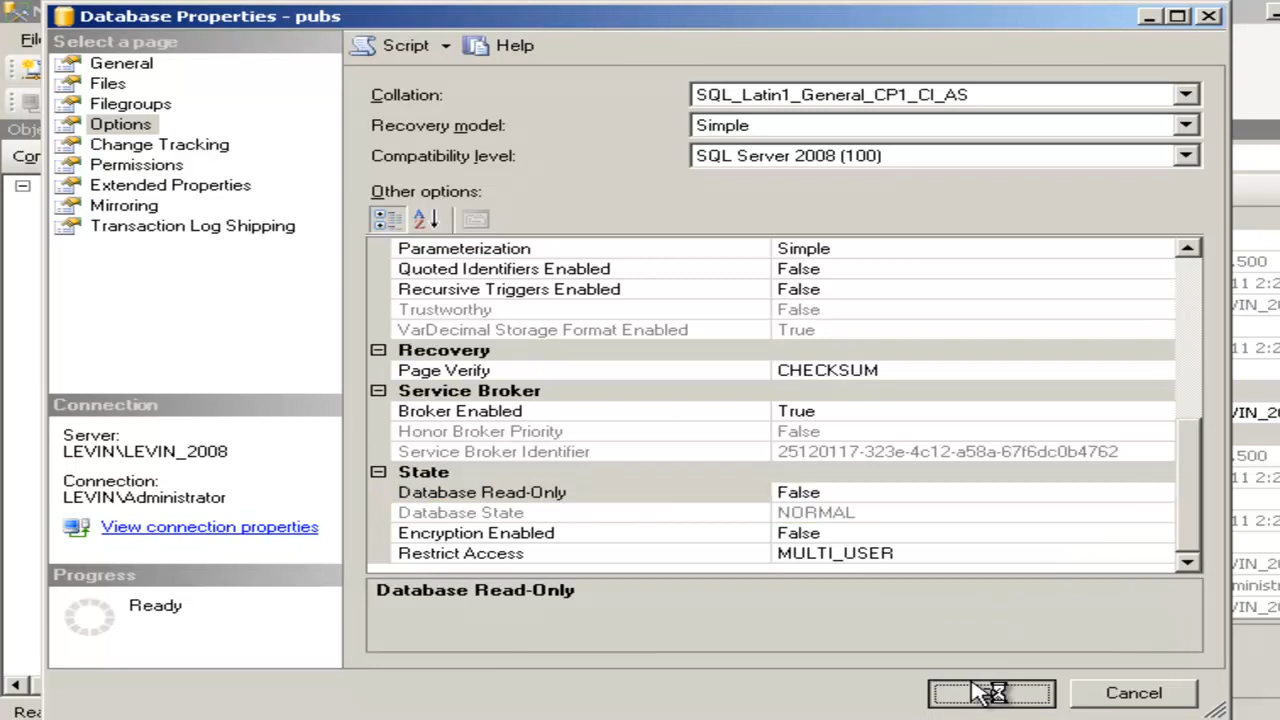 Database Properties - pubs
Select a page
General
Files
Filegroups
Options
Change Tracking
Permissions
Extended Properties
Mirroring
Transaction Log Shipping
Connection
Server:
LEVIN\LEVIN_2008
Connection:
LEVIN\Administrator
View connection properties
Progress
Ready
Script
Help
Collation:
SQL_Latin1_General_CP1_CI_AS
Recovery model:
Simple
Compatibility level:
SQL Server 2008 (100)
Other options:
Parameterization Simple
Quoted Identifiers Enabled False
Recursive Triggers Enabled False
Trustworthy False
VarDecimal Storage Format Enabled True
Recovery
Page Verify CHECKSUM
Service Broker
Broker Enabled True
Honor Broker Priority False
Service Broker Identifier 25120117-323e-4c12-a58a-67f6dc0b4762
State
Database Read-Only False
Database State NORMAL
Encryption Enabled False
Restrict Access MULTI_USER
Database Read-Only
Cancel